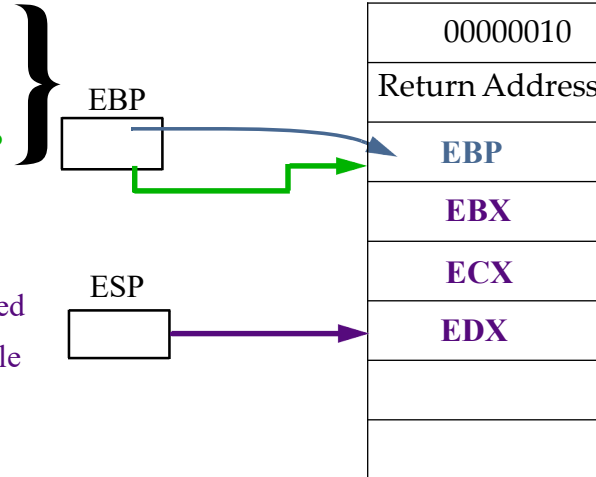 00000010
Return Address
EBP
EBP
EBX
ECX
ESP
EDX